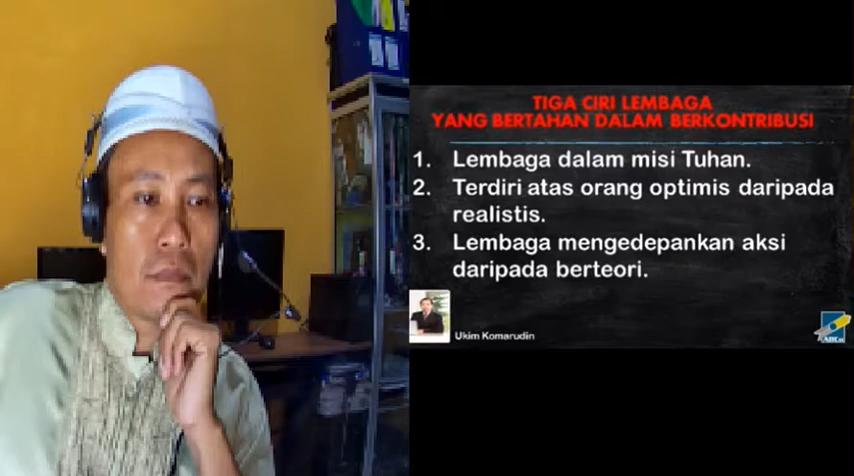 TIGA CIRI LEMBAGA
YANG BERTAHAN DALAM BERKONTRIBUSI
1. Lembaga dalam misi Tuhan.
2. Terdiri atas orang optimis daripada
realistis.
3. Lembaga mengedepankan aksi
daripada berteori.
Ukim Komarudin